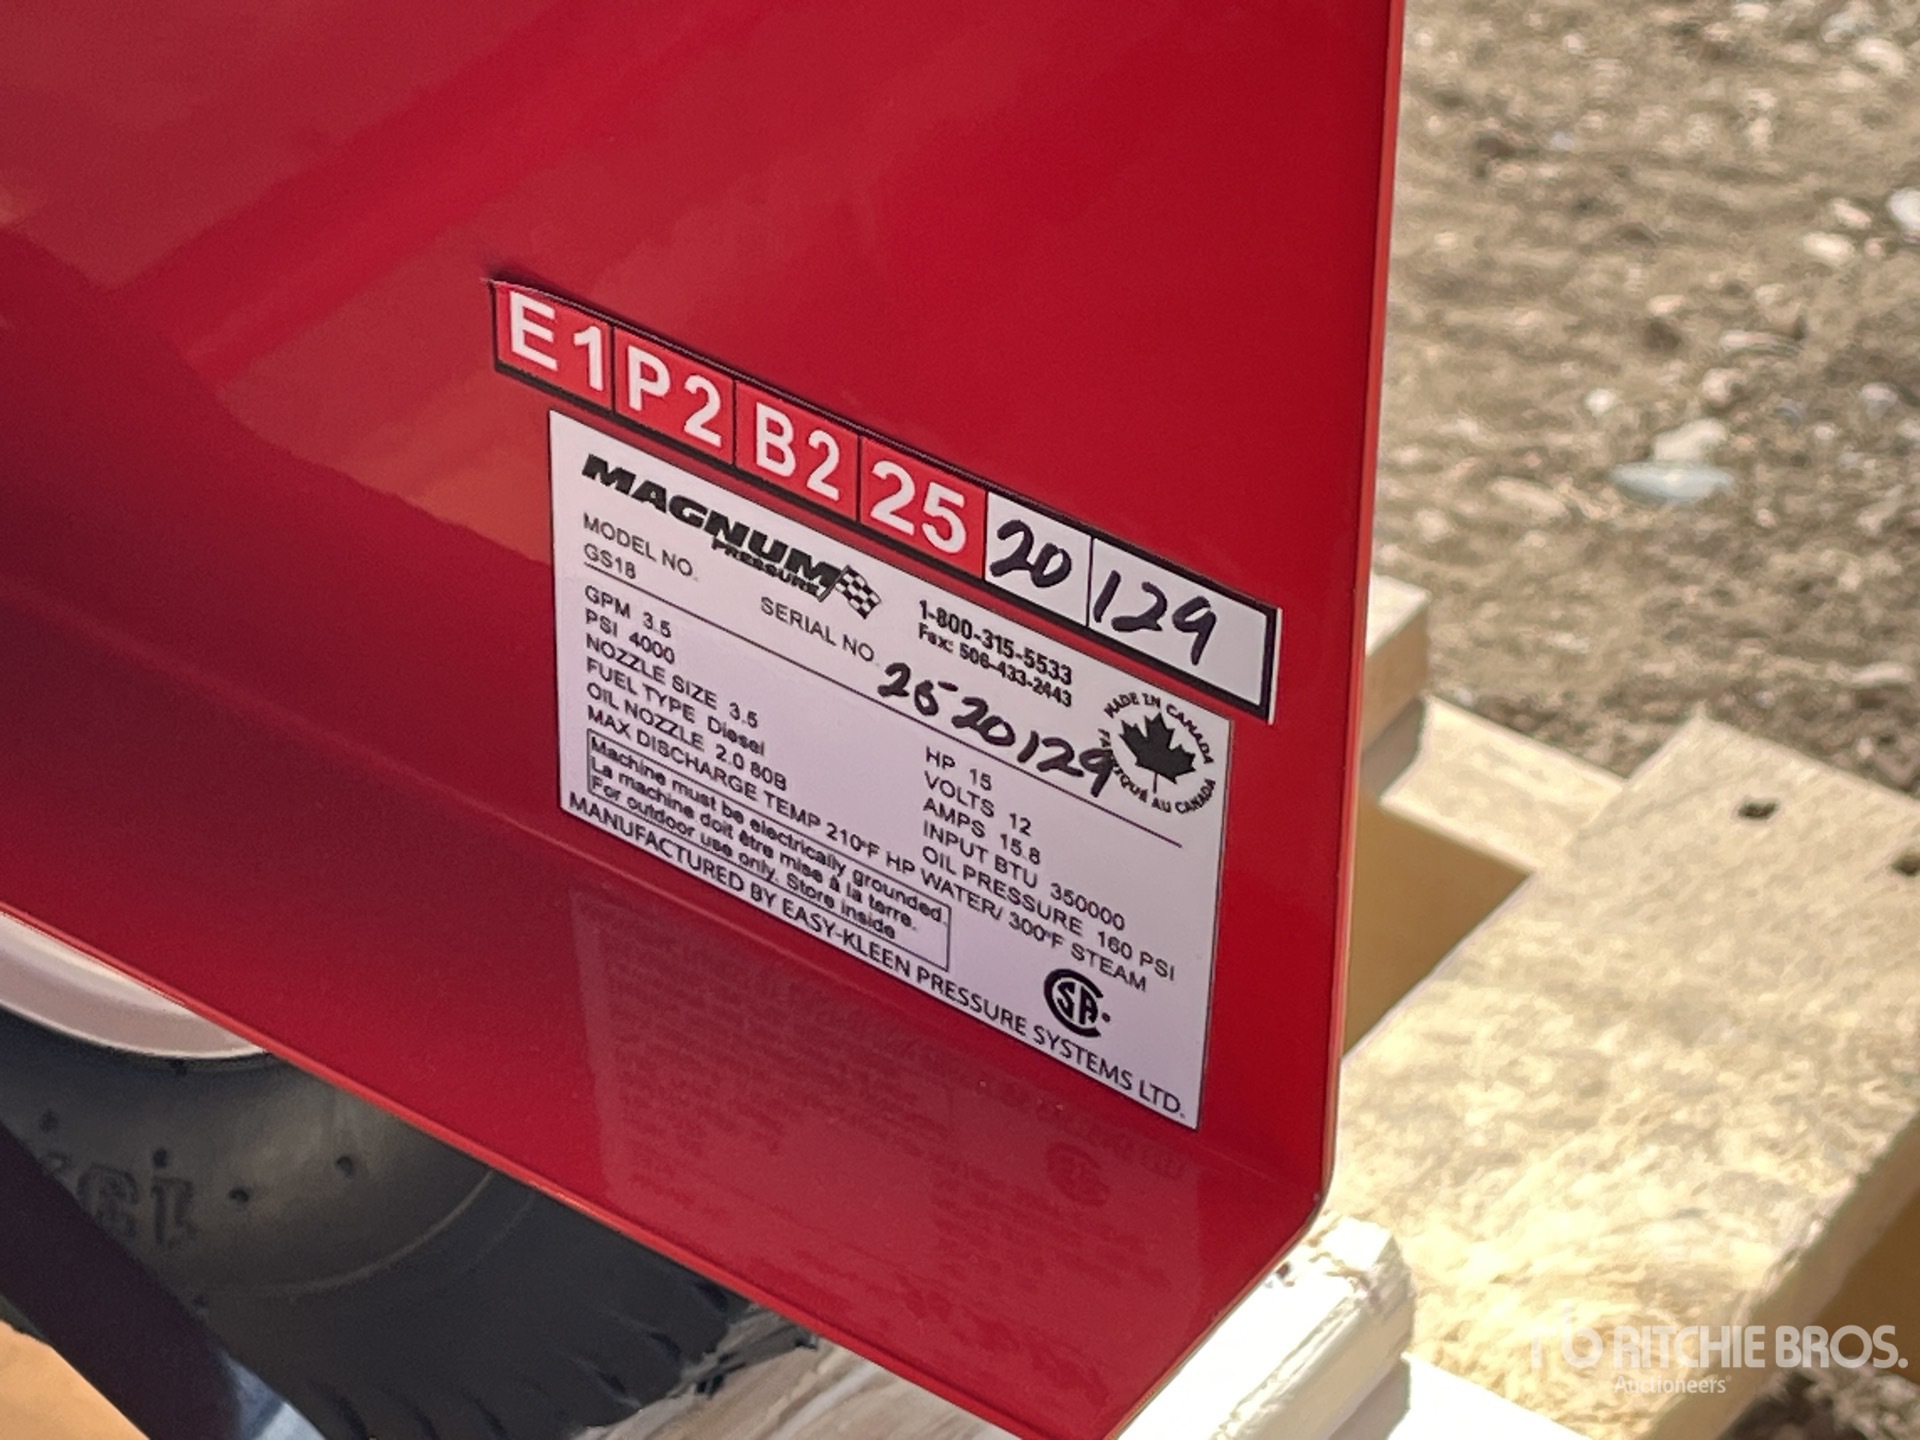 E1 P2 B2 25 20 129
MAGNUM
PRESSURE
1-800-315-5533
Fax: 506-433-2443
MODEL NO.
GS18
SERIAL NO. 2520129
MADE IN CANADA
FABRIQUÉ AU CANADA
GPM 3.5
PSI 4000
NOZZLE SIZE 3.5
FUEL TYPE Diesel
OIL NOZZLE 2.0 80B
HP 15
VOLTS 12
AMPS 15.8
INPUT BTU 350000
OIL PRESSURE 160 PSI
MAX DISCHARGE TEMP 210°F HP WATER/ 300°F STEAM
Machine must be electrically grounded.
La machine doit être mise à la terre.
For outdoor use only. Store inside
SA
MANUFACTURED BY EASY-KLEEN PRESSURE SYSTEMS LTD.
RITCHIE BROS.
Auctioneers